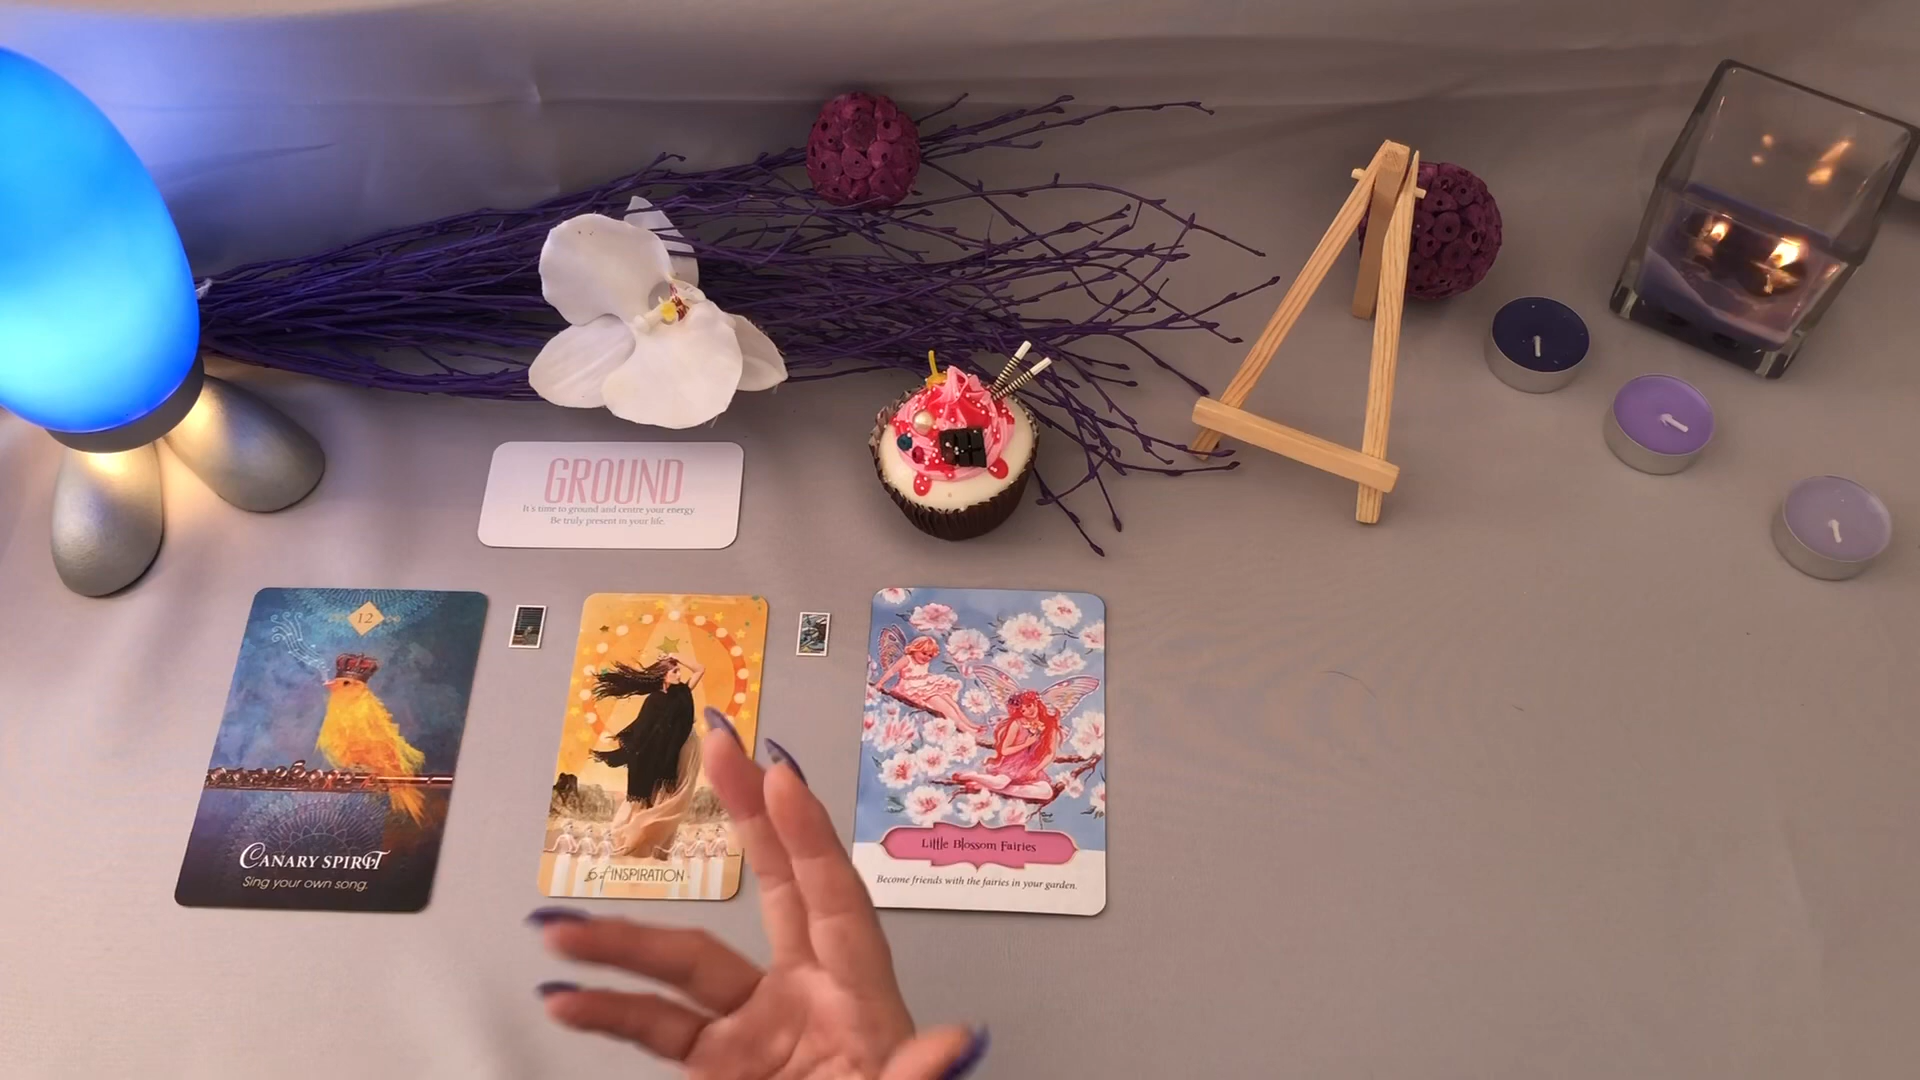 GROUND
It's time to ground and centre your energy.
Be truly present in your life.
12
CANARY SPIRIT
Sing your own song.
6 of INSPIRATION
Little Blossom Fairies
Become friends with the fairies in your garden.